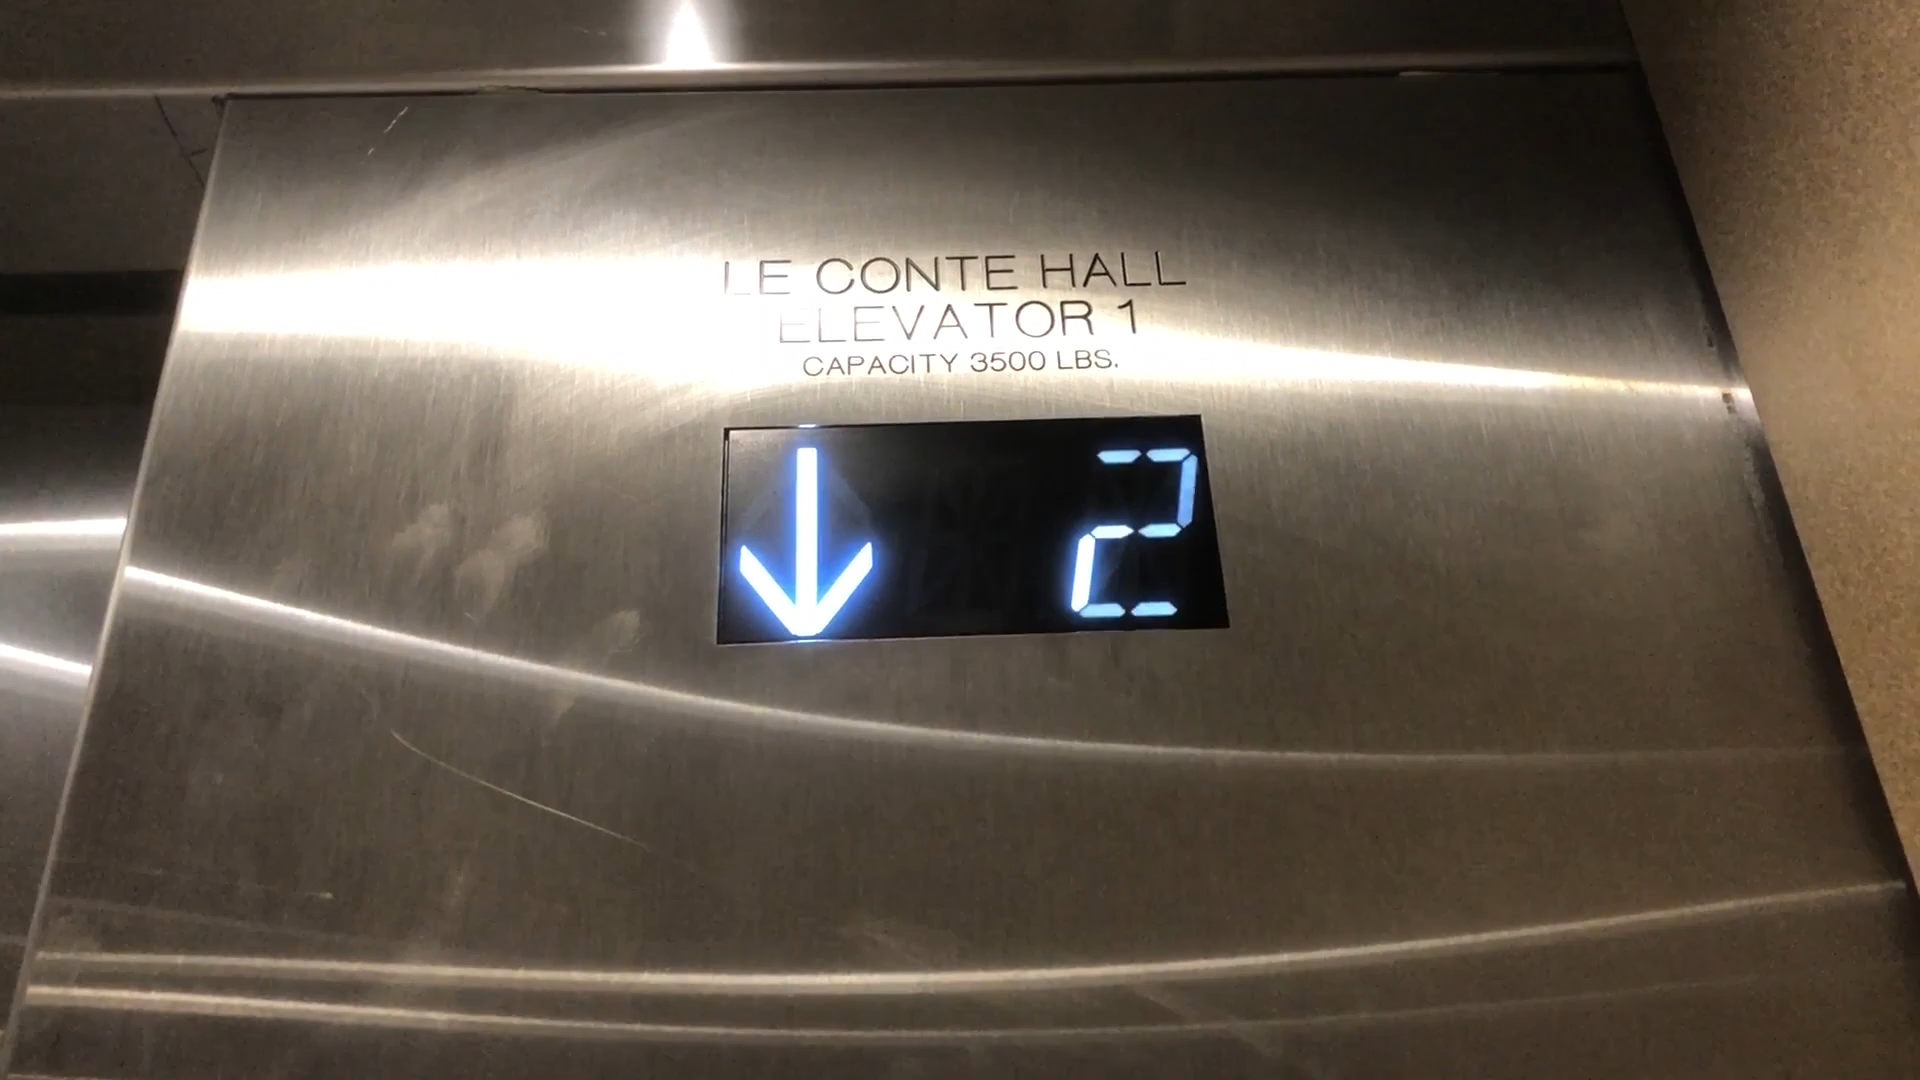 LE CONTE HALL
ELEVATOR 1
CAPACITY 3500 LBS.
↓ 2